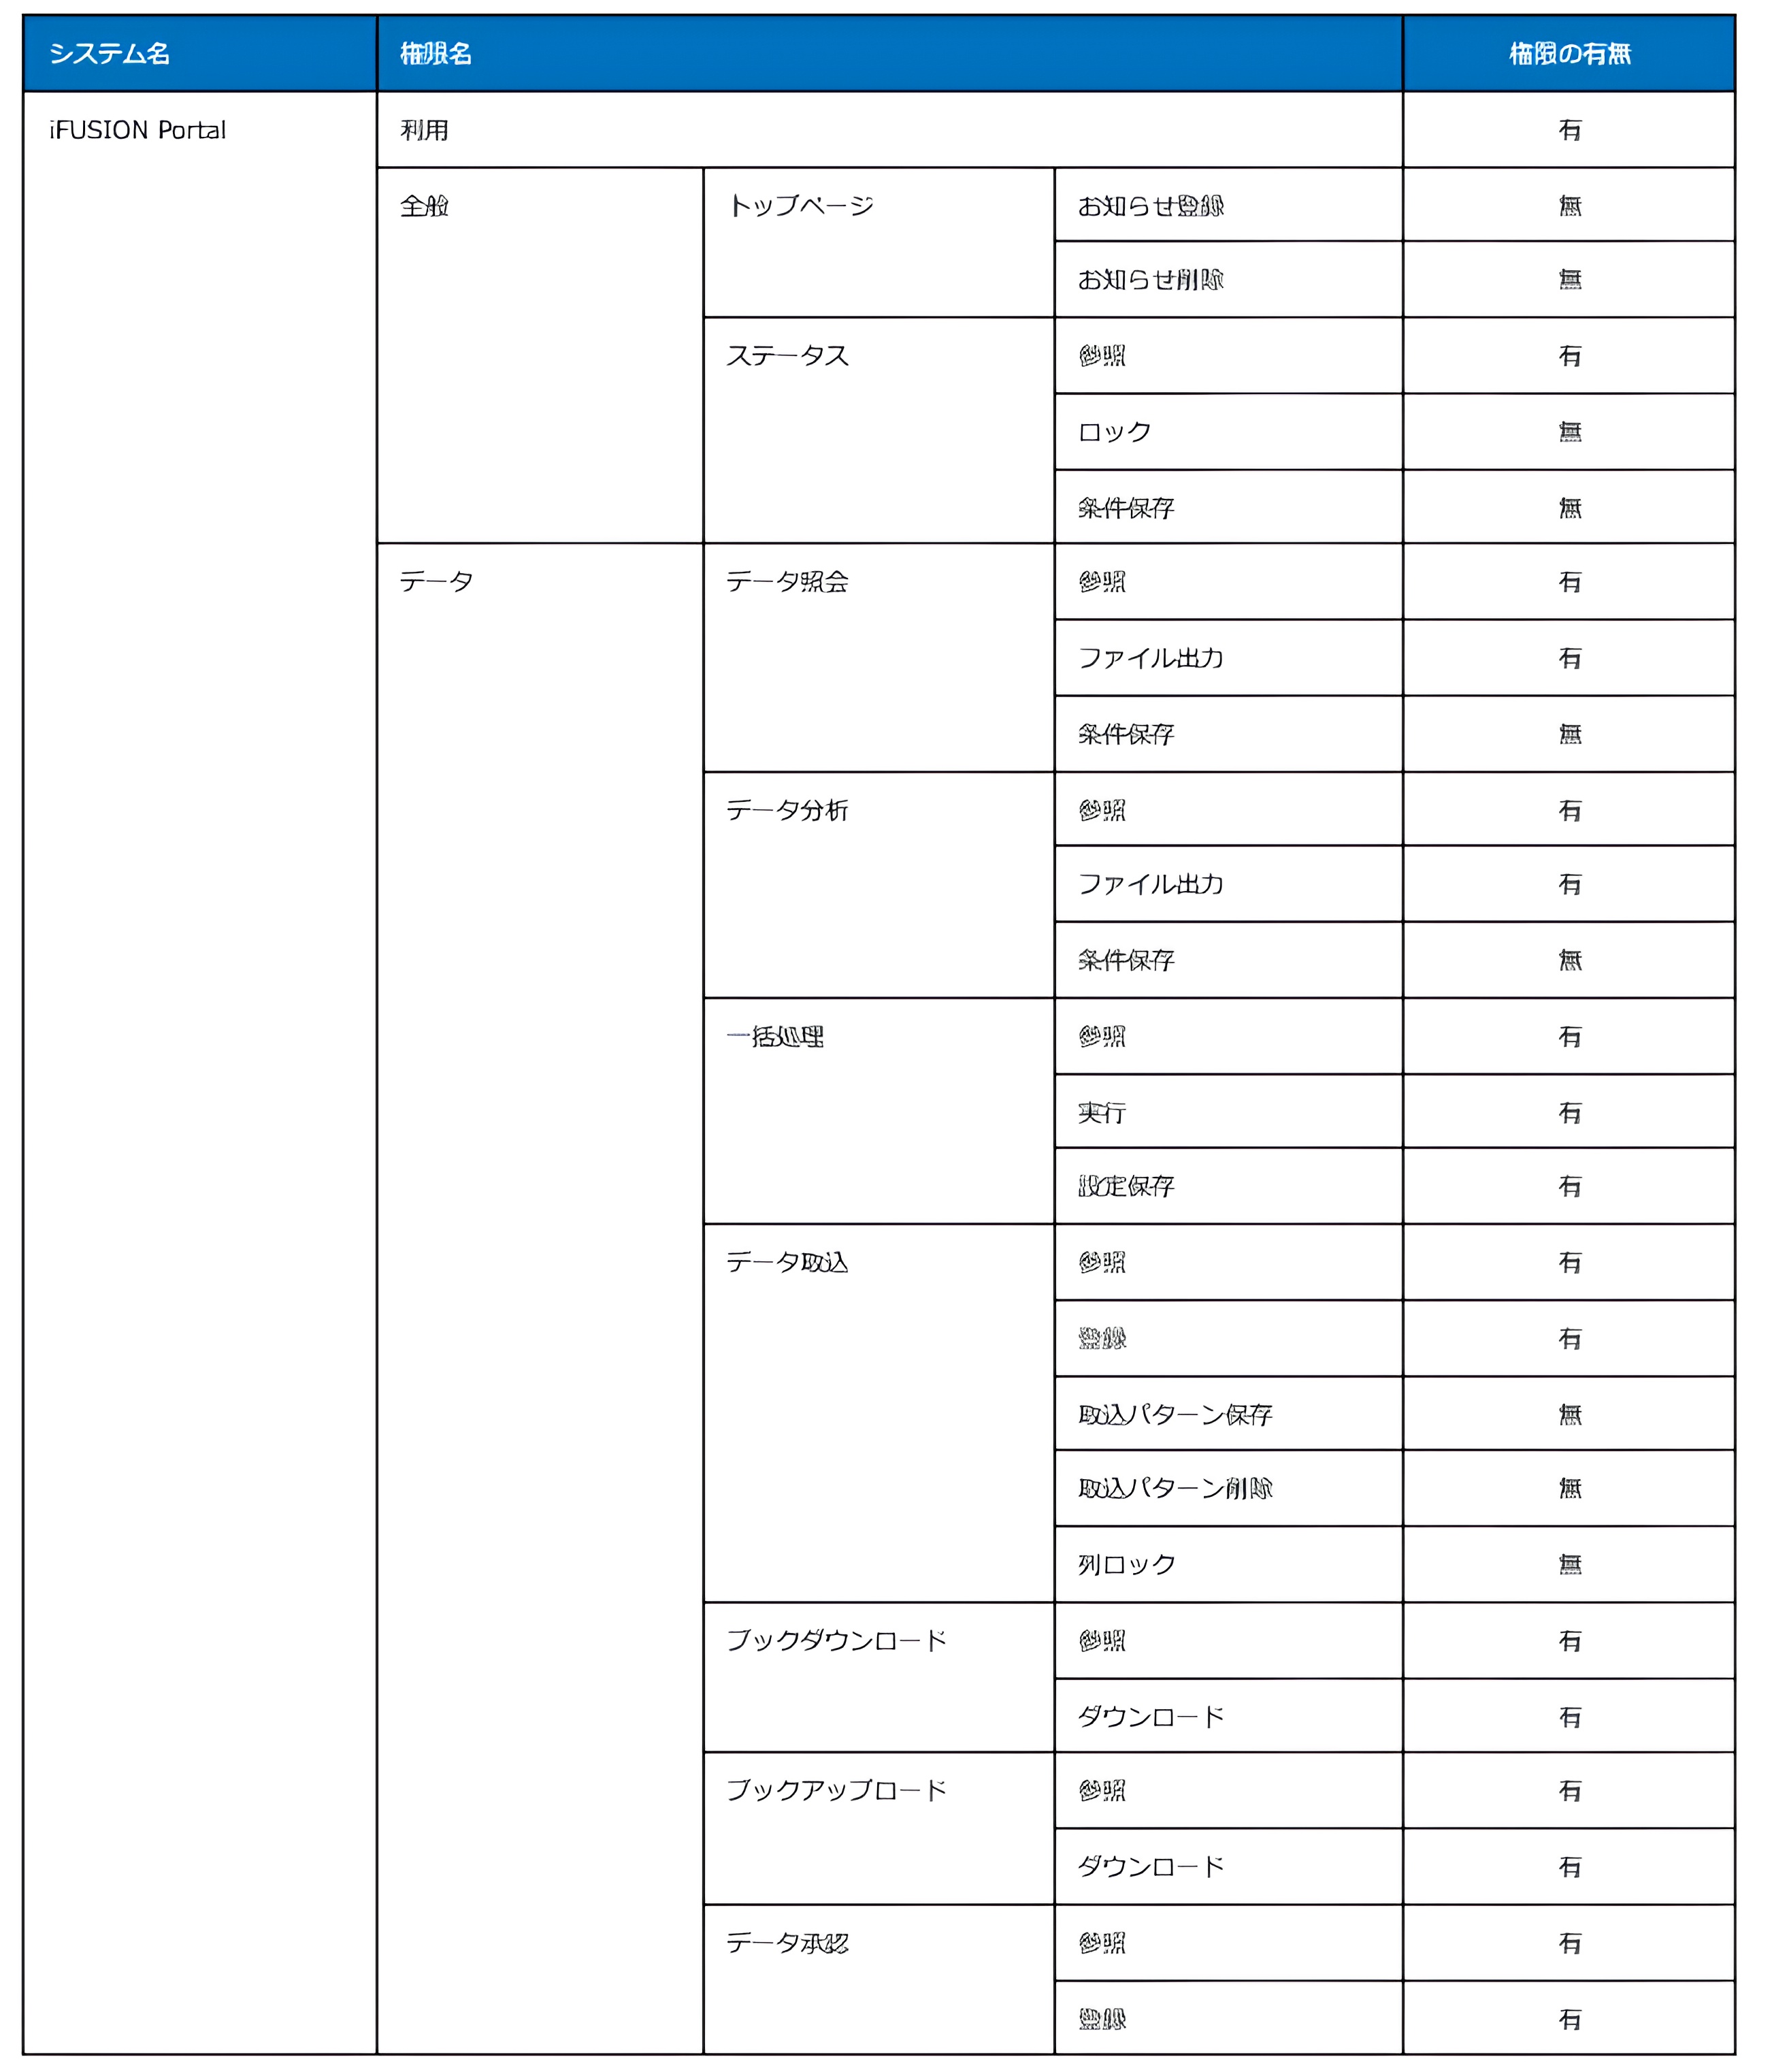 システム名 権限名 権限の有無
iFUSION Portal 利用 有
全般 トップページ お知らせ登録 無
お知らせ削除 無
ステータス 参照 有
ロック 無
条件保存 無
データ データ照会 参照 有
ファイル出力 有
条件保存 無
データ分析 参照 有
ファイル出力 有
条件保存 無
一括処理 参照 有
実行 有
設定保存 有
データ取込 参照 有
登録 有
取込パターン保存 無
取込パターン削除 無
列ロック 無
ブックダウンロード 参照 有
ダウンロード 有
ブックアップロード 参照 有
ダウンロード 有
データ承認 参照 有
登録 有